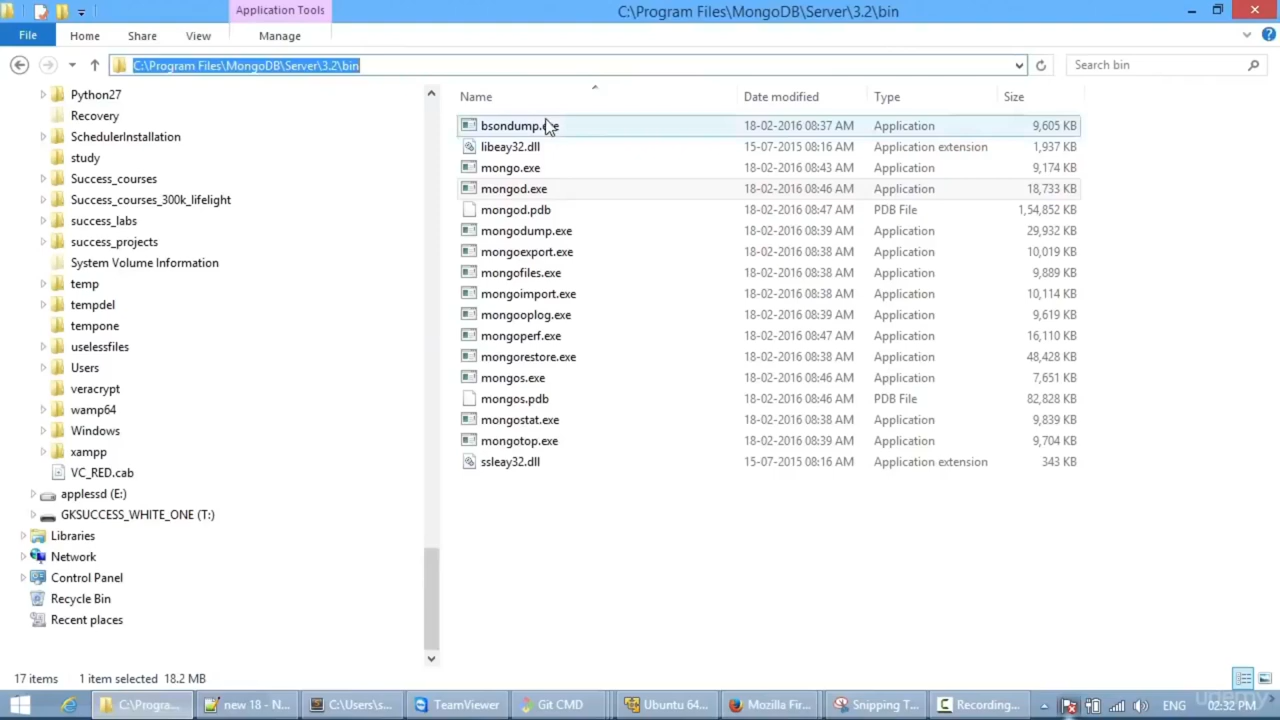 Application Tools
C:\Program Files\MongoDB\Server\3.2\bin
File Home Share View Manage
C:\Program Files\MongoDB\Server\3.2\bin
Search bin
Python27
Recovery
SchedulerInstallation
study
Success_courses
Success_courses_300k_lifelight
success_labs
success_projects
System Volume Information
temp
tempdel
tempone
uselessfiles
Users
veracrypt
wamp64
Windows
xampp
VC_RED.cab
applessd (E:)
GKSUCCESS_WHITE_ONE (T:)
Libraries
Network
Control Panel
Recycle Bin
Recent places
Name Date modified Type Size
bsondump.exe 18-02-2016 08:37 AM Application 9,605 KB
libeay32.dll 15-07-2015 08:16 AM Application extension 1,937 KB
mongo.exe 18-02-2016 08:43 AM Application 9,174 KB
mongod.exe 18-02-2016 08:46 AM Application 18,733 KB
mongod.pdb 18-02-2016 08:47 AM PDB File 1,54,852 KB
mongodump.exe 18-02-2016 08:39 AM Application 29,932 KB
mongoexport.exe 18-02-2016 08:38 AM Application 10,019 KB
mongofiles.exe 18-02-2016 08:38 AM Application 9,889 KB
mongoimport.exe 18-02-2016 08:38 AM Application 10,114 KB
mongooplog.exe 18-02-2016 08:39 AM Application 9,619 KB
mongoperf.exe 18-02-2016 08:47 AM Application 16,110 KB
mongorestore.exe 18-02-2016 08:38 AM Application 48,428 KB
mongos.exe 18-02-2016 08:46 AM Application 7,651 KB
mongos.pdb 18-02-2016 08:46 AM PDB File 82,828 KB
mongostat.exe 18-02-2016 08:38 AM Application 9,839 KB
mongotop.exe 18-02-2016 08:39 AM Application 9,704 KB
ssleay32.dll 15-07-2015 08:16 AM Application extension 343 KB
17 items 1 item selected 18.2 MB
C:\Progra... new 18 - N... C:\Users\s... TeamViewer Git CMD Ubuntu 64... Mozilla Fir... Snipping T... Recording... ENG 02:32 PM
udemy